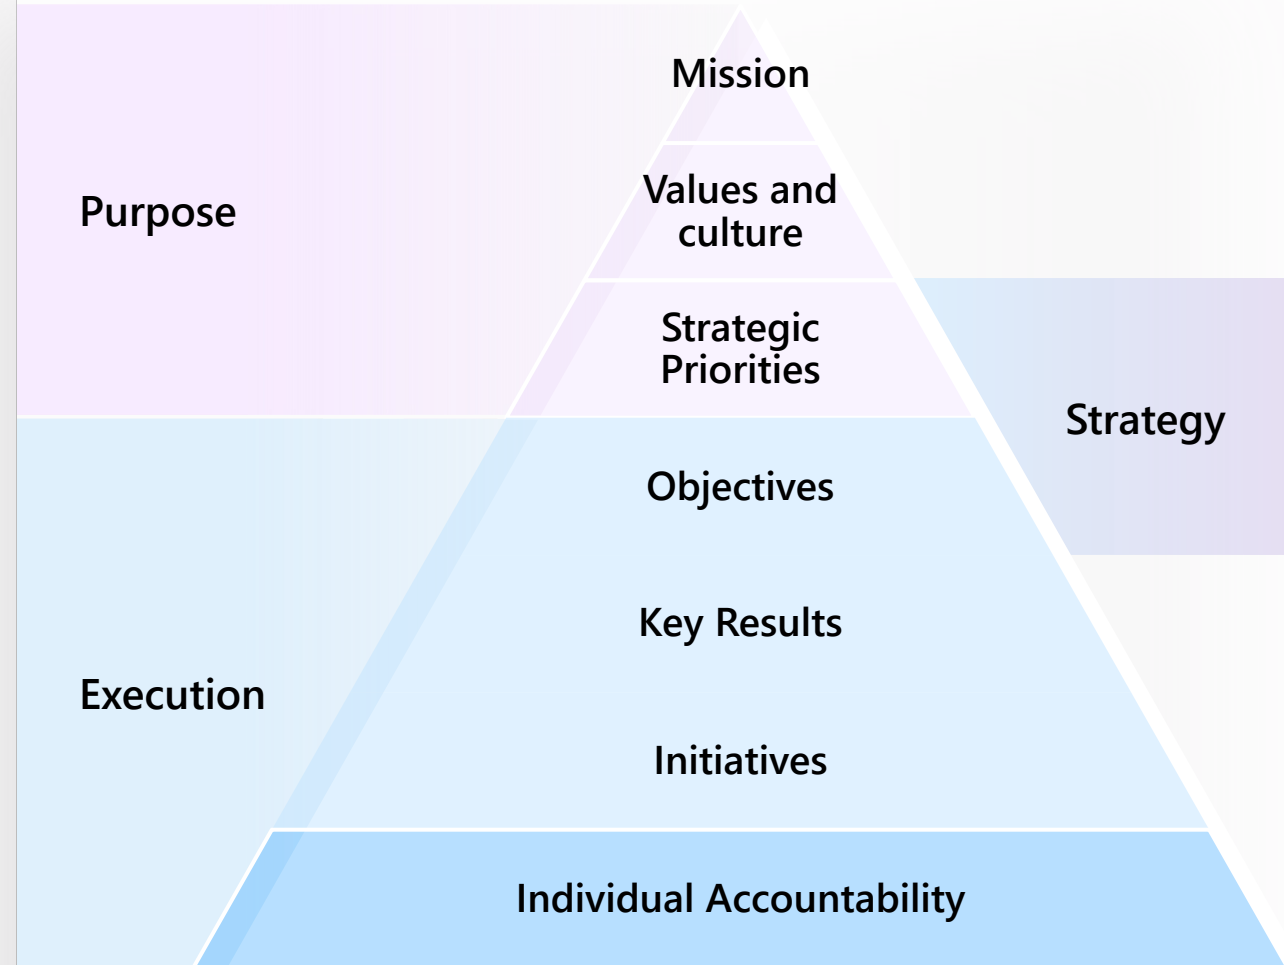 Mission
Purpose
Values and
culture
Strategic
Priorities
Strategy
Objectives
Key Results
Execution
Initiatives
Individual Accountability